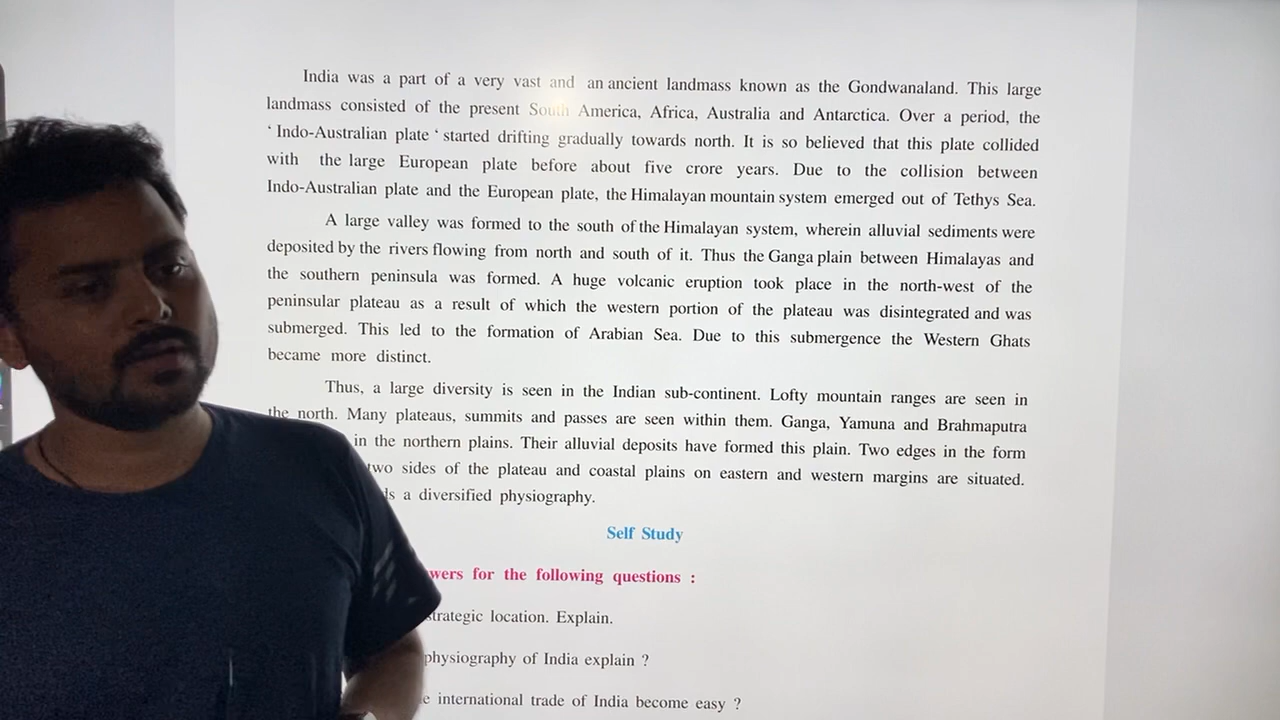 India was a part of a very vast and an ancient landmass known as the Gondwanaland. This large
landmass consisted of the present South America, Africa, Australia and Antarctica. Over a period, the
‘ Indo-Australian plate ‘ started drifting gradually towards north. It is so believed that this plate collided
with the large European plate before about five crore years. Due to the collision between
Indo-Australian plate and the European plate, the Himalayan mountain system emerged out of Tethys Sea.
A large valley was formed to the south of the Himalayan system, wherein alluvial sediments were
deposited by the rivers flowing from north and south of it. Thus the Ganga plain between Himalayas and
the southern peninsula was formed. A huge volcanic eruption took place in the north-west of the
peninsular plateau as a result of which the western portion of the plateau was disintegrated and was
submerged. This led to the formation of Arabian Sea. Due to this submergence the Western Ghats
became more distinct.
Thus, a large diversity is seen in the Indian sub-continent. Lofty mountain ranges are seen in
the north. Many plateaus, summits and passes are seen within them. Ganga, Yamuna and Brahmaputra
in the northern plains. Their alluvial deposits have formed this plain. Two edges in the form
two sides of the plateau and coastal plains on eastern and western margins are situated.
a diversified physiography.
Self Study
for the following questions :
strategic location. Explain.
physiography of India explain ?
international trade of India become easy ?